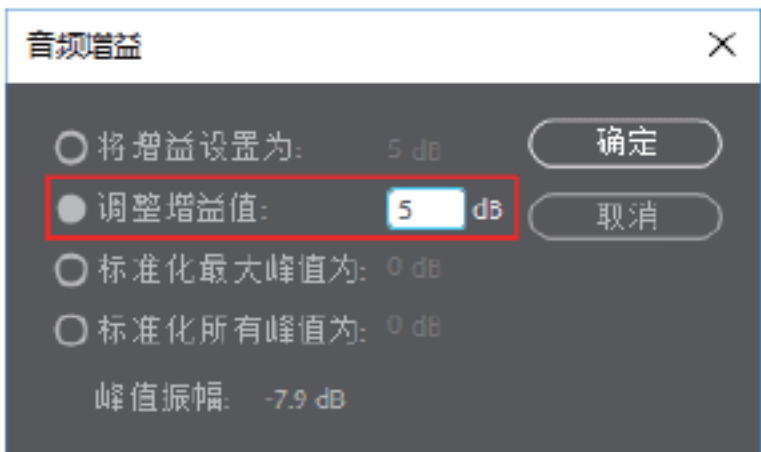 音频增益
将增益设置为: 5 dB 确定
调整增益值: 5 dB 取消
标准化最大峰值为: 0 dB
标准化所有峰值为: 0 dB
峰值振幅: -7.9 dB